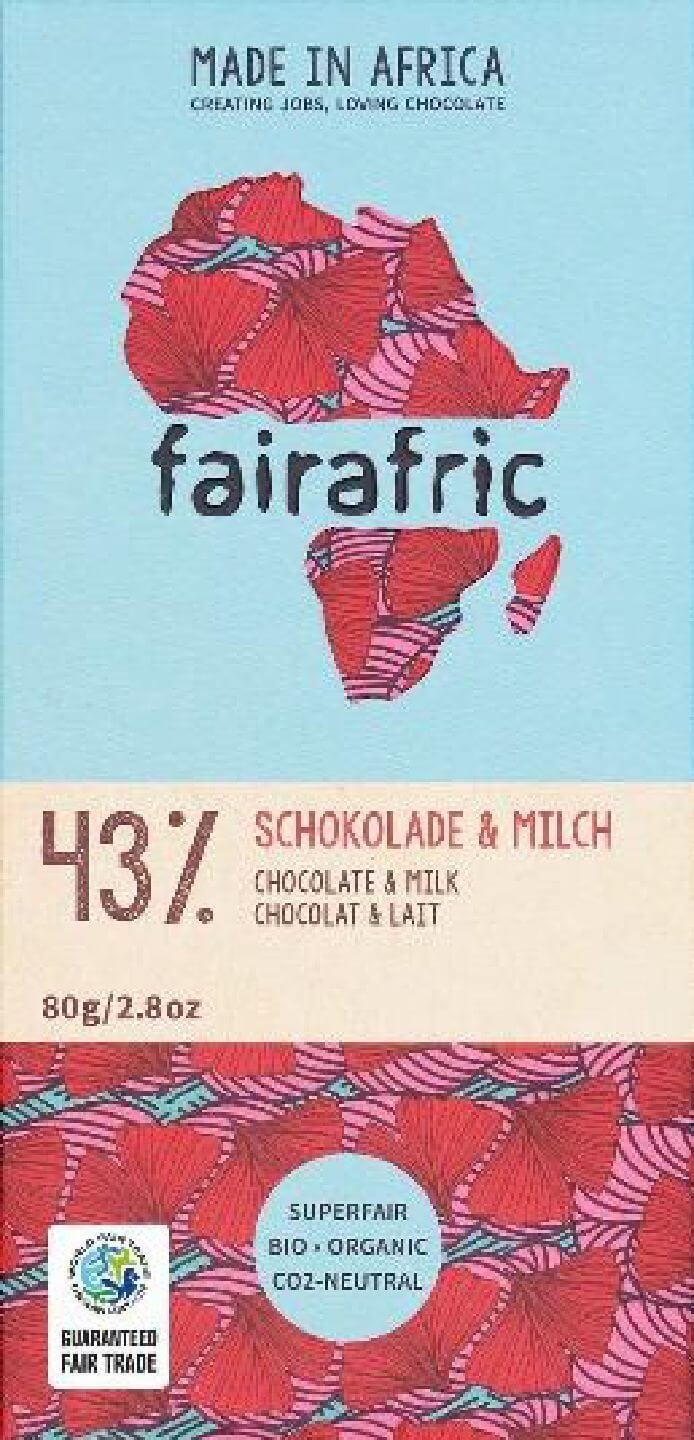 MADE IN AFRICA
CREATING JOBS, LOVING CHOCOLATE
fairafric
43%
SCHOKOLADE & MILCH
CHOCOLATE & MILK
CHOCOLAT & LAIT
80g/2.8oz
SUPERFAIR
BIO • ORGANIC
CO2-NEUTRAL
GUARANTEED
FAIR TRADE